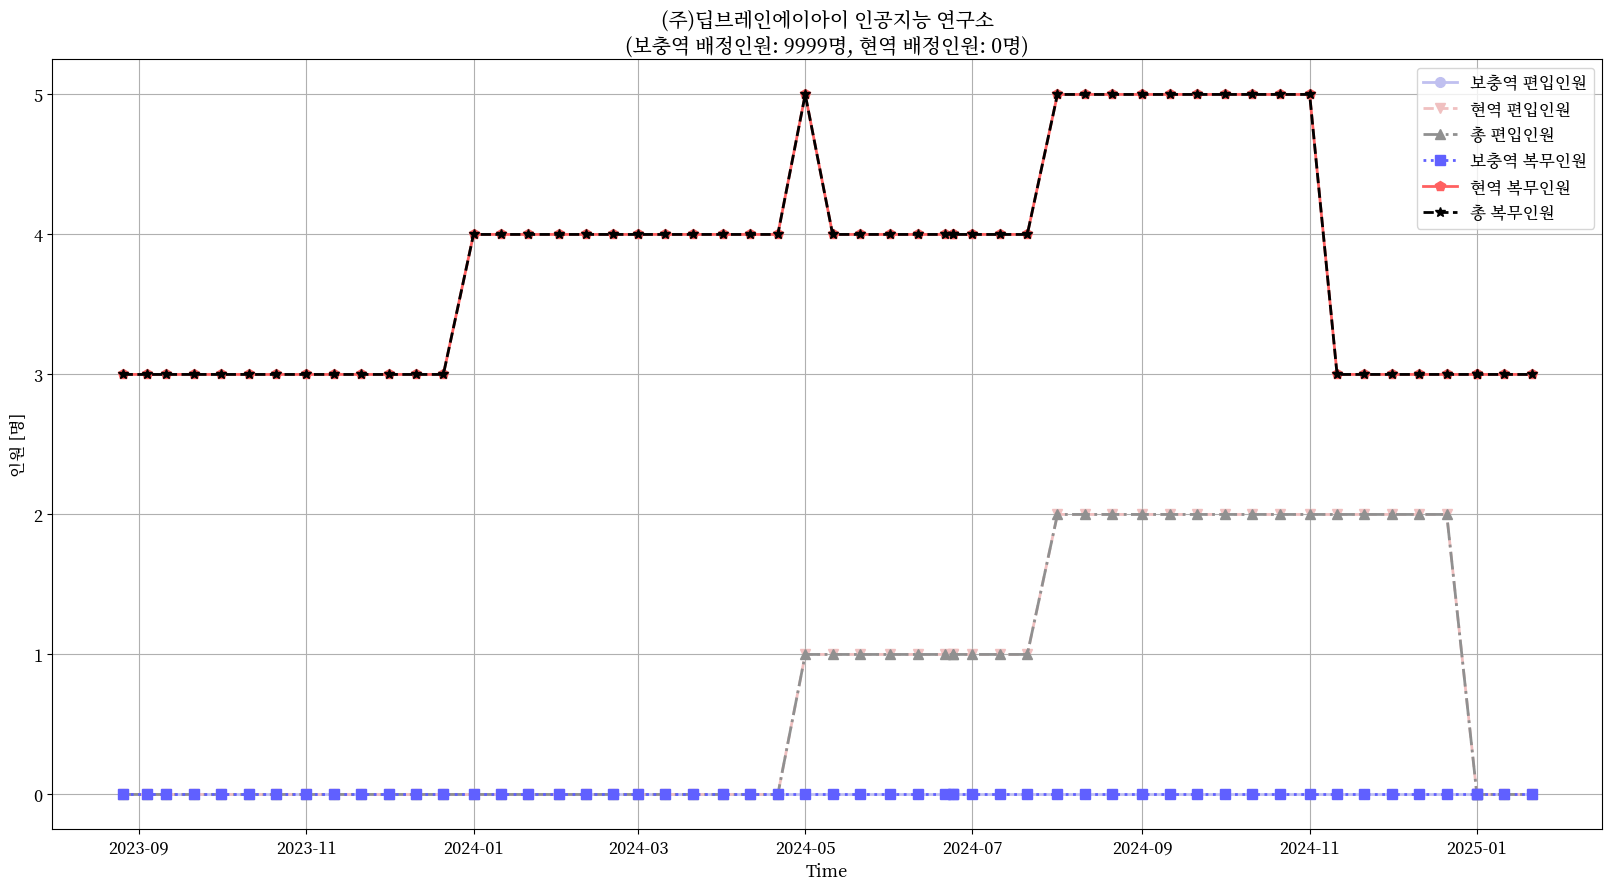 (주)딥브레인에이아이 인공지능 연구소
(보충역 배정인원: 9999명, 현역 배정인원: 0명)
보충역 편입인원
현역 편입인원
총 편입인원
보충역 복무인원
현역 복무인원
총 복무인원
인원 [명]
5
4
3
2
1
0
2023-09
2023-11
2024-01
2024-03
2024-05
2024-07
2024-09
2024-11
2025-01
Time